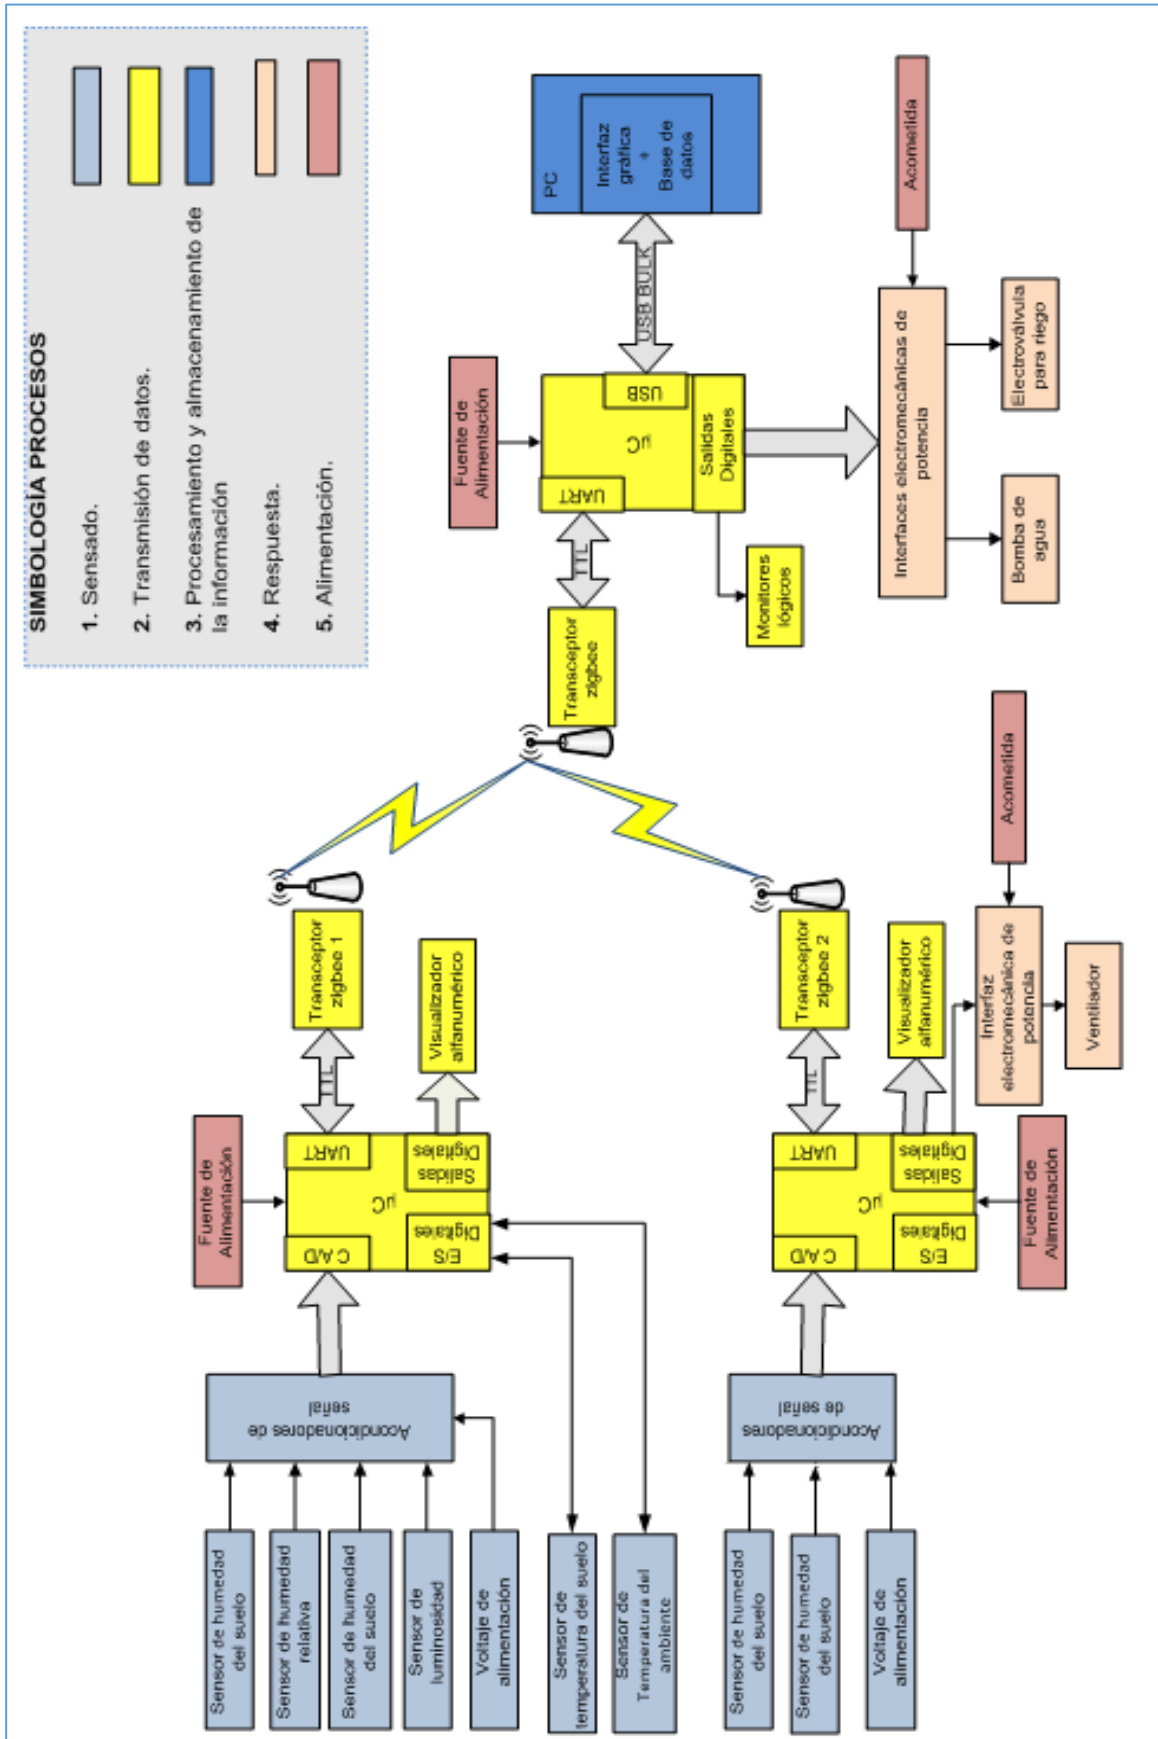 SIMBOLOGÍA PROCESOS
1. Sensado.
2. Transmisión de datos.
3. Procesamiento y almacenamiento de
la información
4. Respuesta.
5. Alimentación.
Sensor de humedad
del suelo
Sensor de humedad
relativa
Sensor de humedad
del suelo
Sensor de
luminosidad
Voltaje de
alimentación
Sensor de
temperatura del suelo
Sensor de
Temperatura del
ambiente
Acondicionadores de
señal
Fuente de
Alimentación
C A/D
UART
µC
E/S
Digitales
Salidas
Digitales
TTL
Transceptor
zigbee 1
Visualizador
alfanumérico
Sensor de humedad
del suelo
Sensor de humedad
del suelo
Voltaje de
alimentación
Acondicionadores
de señal
C A/D
UART
µC
E/S
Digitales
Salidas
Digitales
Fuente de
Alimentación
TTL
Transceptor
zigbee 2
Visualizador
alfanumérico
Interfaz
electromecánica de
potencia
Acometida
Ventilador
Transceptor
zigbee
TTL
Fuente de
Alimentación
UART
µC
USB
Salidas
Digitales
Monitores
lógicos
USB BULK
PC
Interfaz
gráfica
+
Base de
datos
Interfaces electromecánicas de
potencia
Acometida
Bomba de
agua
Electroválvula
para riego